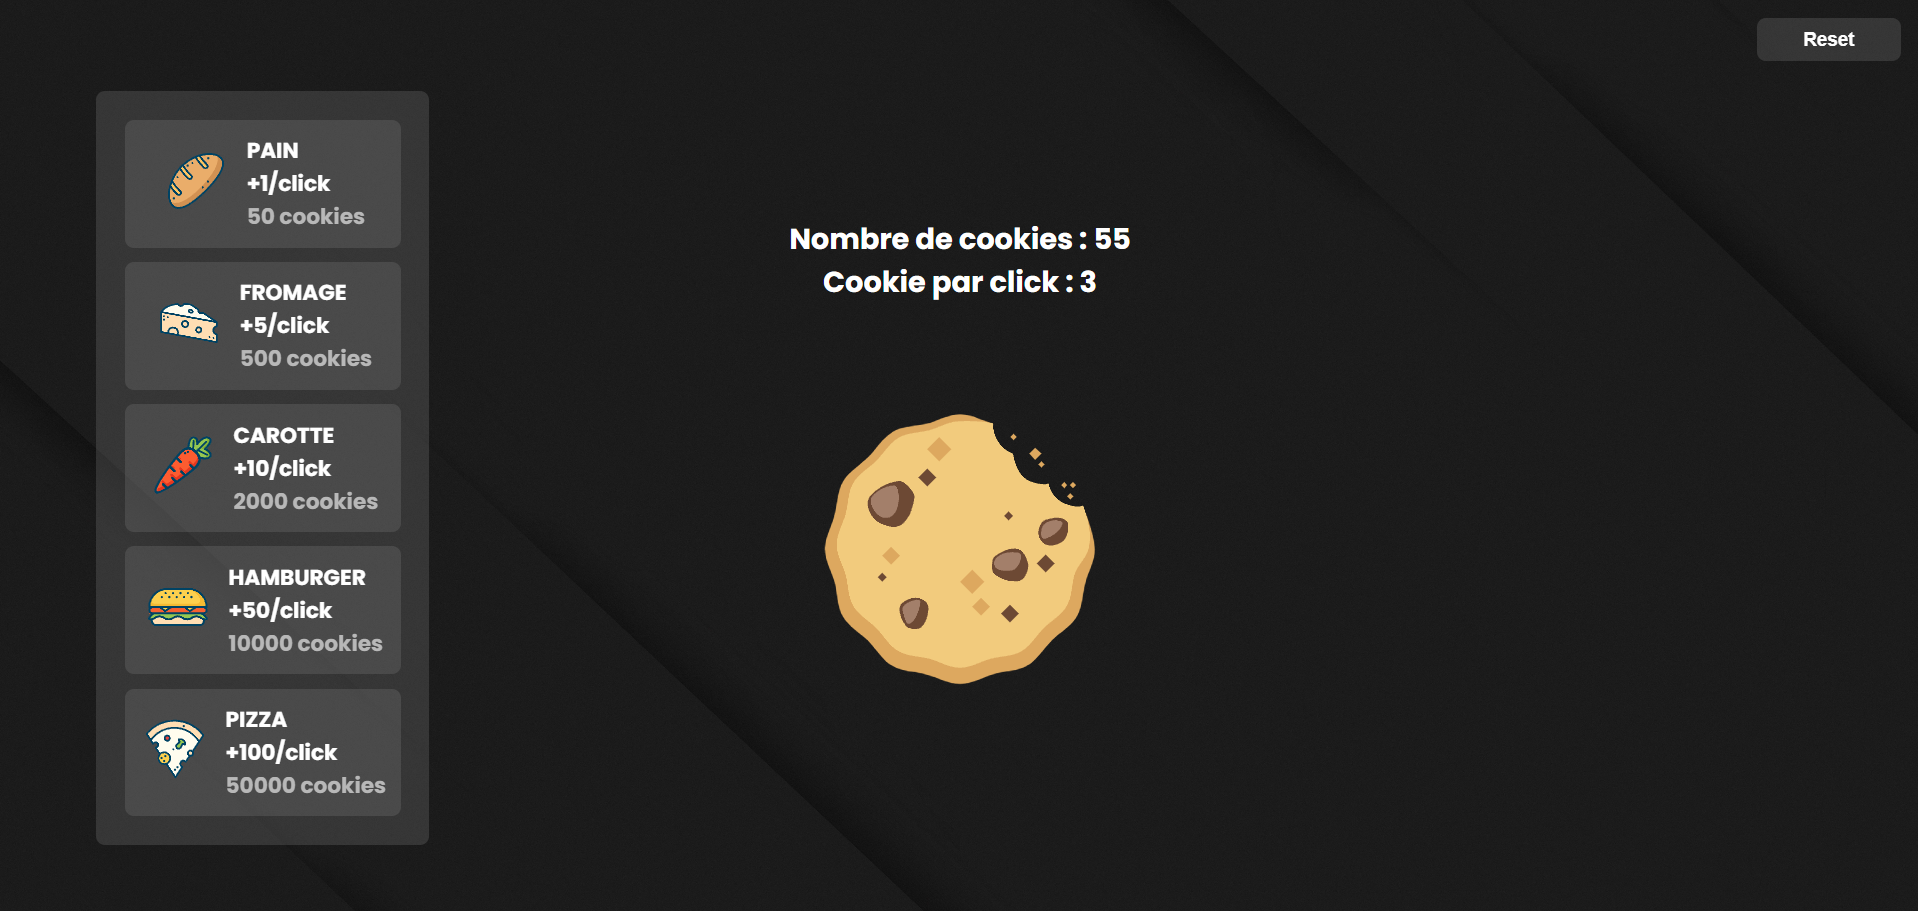 Reset
PAIN
+1/click
50 cookies
FROMAGE
+5/click
500 cookies
CAROTTE
+10/click
2000 cookies
HAMBURGER
+50/click
10000 cookies
PIZZA
+100/click
50000 cookies
Nombre de cookies : 55
Cookie par click : 3